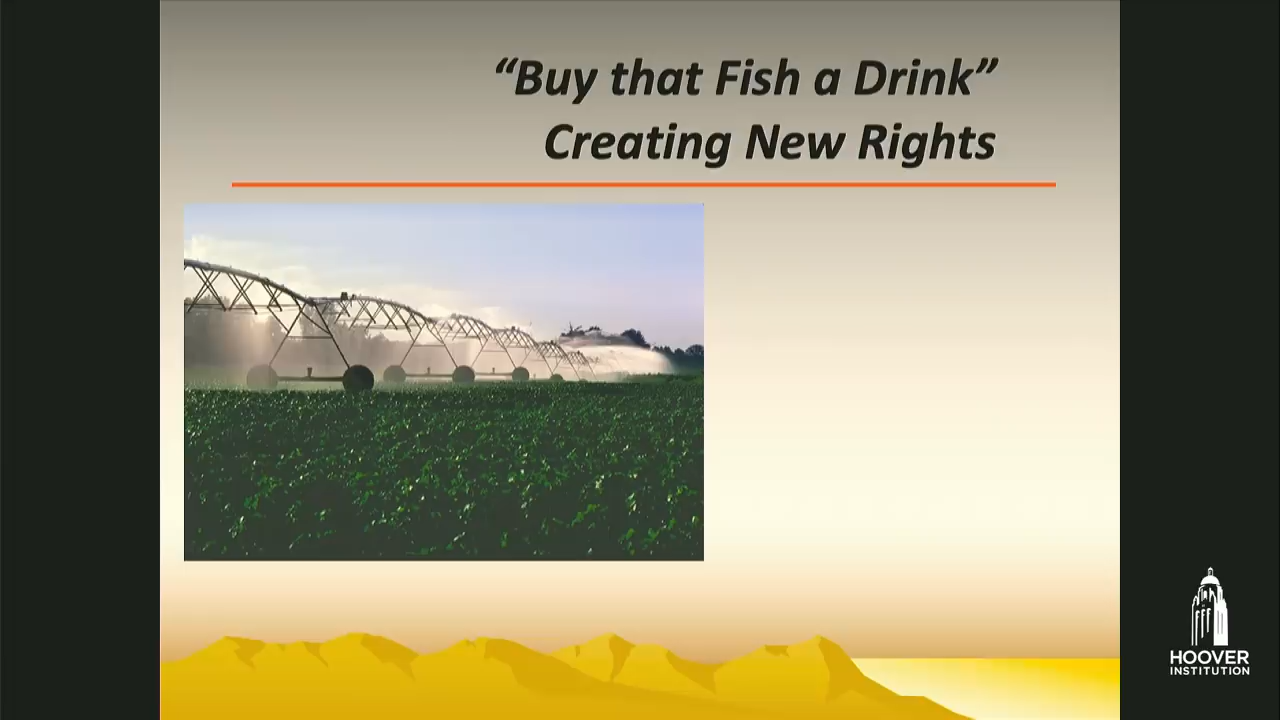 “Buy that Fish a Drink”
Creating New Rights
HOOVER
INSTITUTION